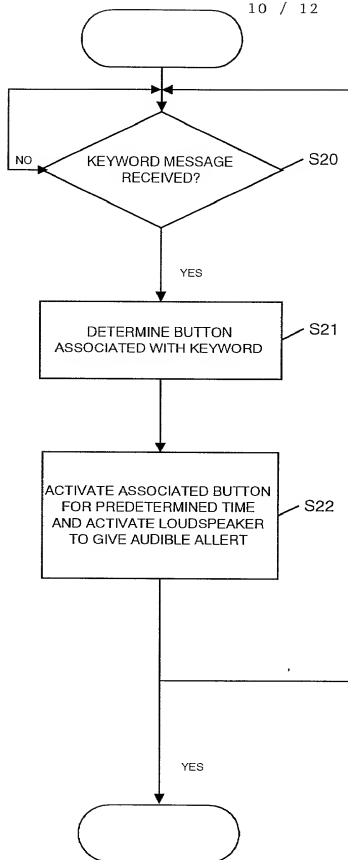 10 / 12
KEYWORD MESSAGE
RECEIVED?
S20
NO
YES
DETERMINE BUTTON
ASSOCIATED WITH KEYWORD
S21
ACTIVATE ASSOCIATED BUTTON
FOR PREDETERMINED TIME
AND ACTIVATE LOUDSPEAKER
TO GIVE AUDIBLE ALLERT
S22
YES